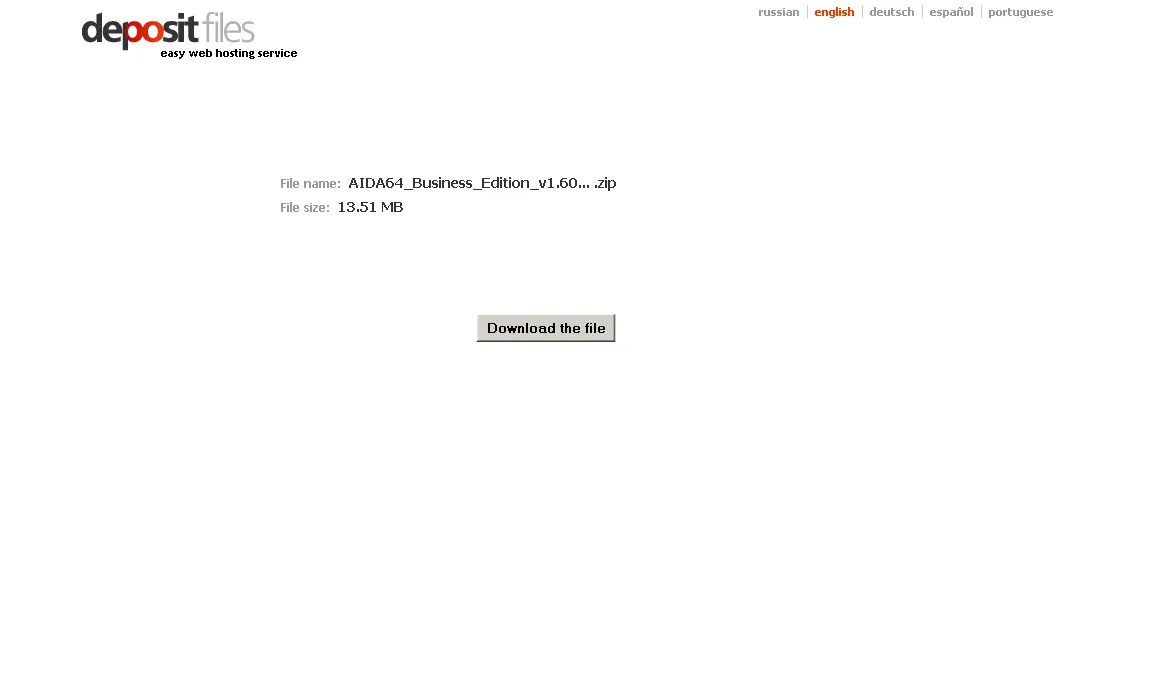 depositfiles
easy web hosting service
russian english deutsch español portuguese
File name: AIDA64_Business_Edition_v1.60... .zip
File size: 13.51 MB
Download the file